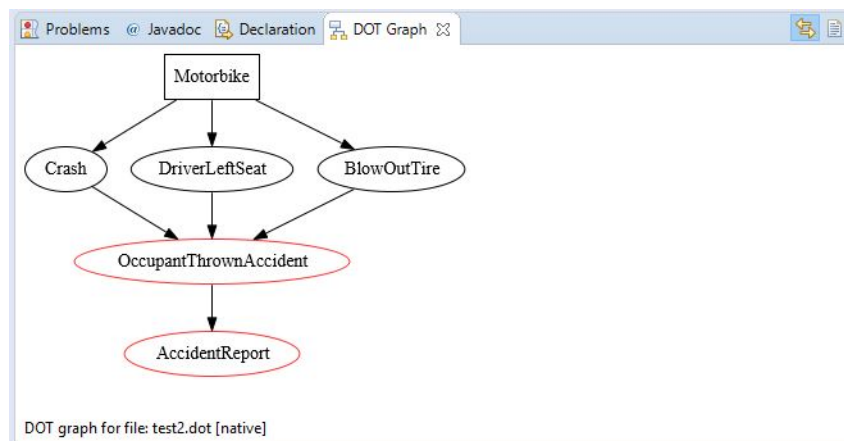 Problems @ Javadoc Declaration DOT Graph
Motorbike
Crash DriverLeftSeat BlowOutTire
OccupantThrownAccident
AccidentReport
DOT graph for file: test2.dot [native]